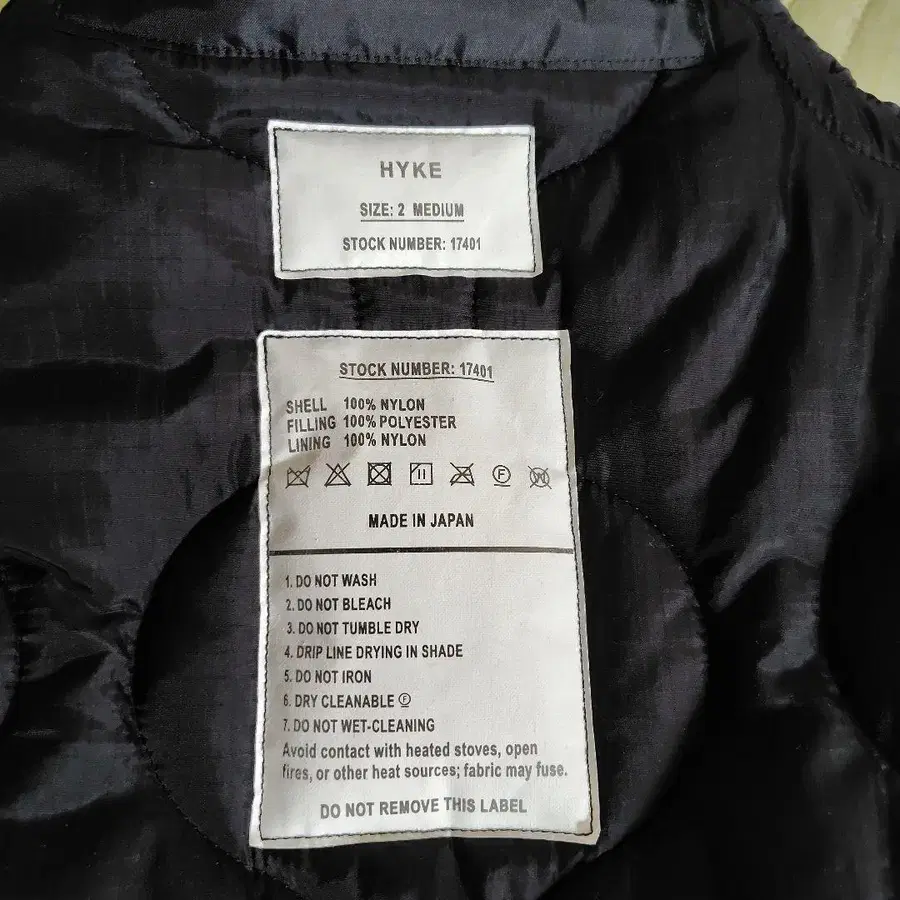 HYKE
SIZE: 2 MEDIUM
STOCK NUMBER: 17401
STOCK NUMBER: 17401
SHELL 100% NYLON
FILLING 100% POLYESTER
LINING 100% NYLON
MADE IN JAPAN
1. DO NOT WASH
2. DO NOT BLEACH
3. DO NOT TUMBLE DRY
4. DRIP LINE DRYING IN SHADE
5. DO NOT IRON
6. DRY CLEANABLE Ⓕ
7. DO NOT WET-CLEANING
Avoid contact with heated stoves, open
fires, or other heat sources; fabric may fuse.
DO NOT REMOVE THIS LABEL